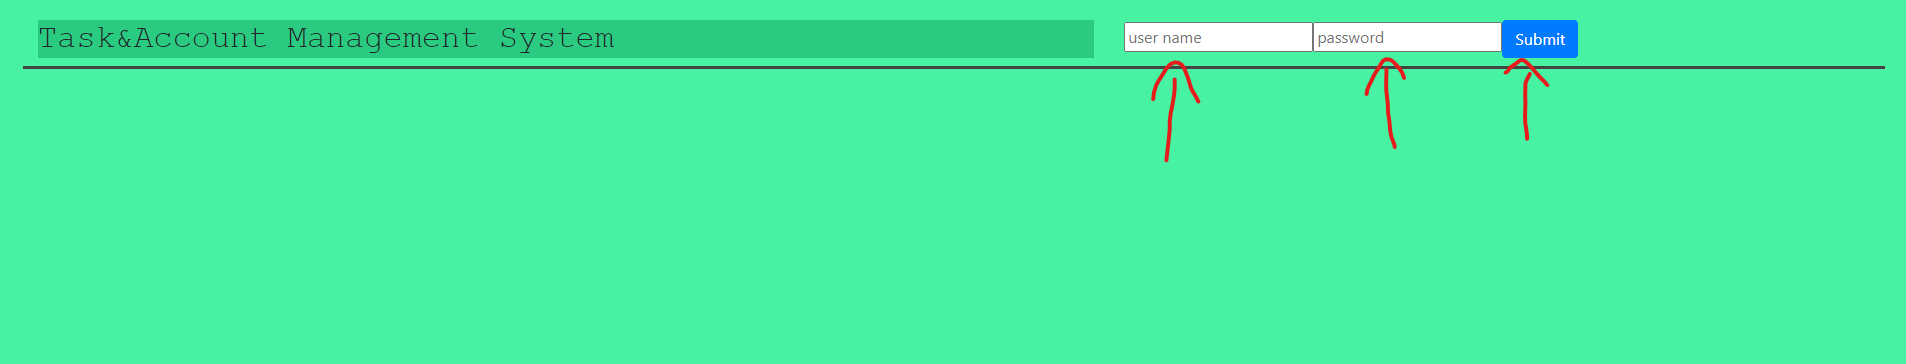 Task&Account Management System
user name password Submit